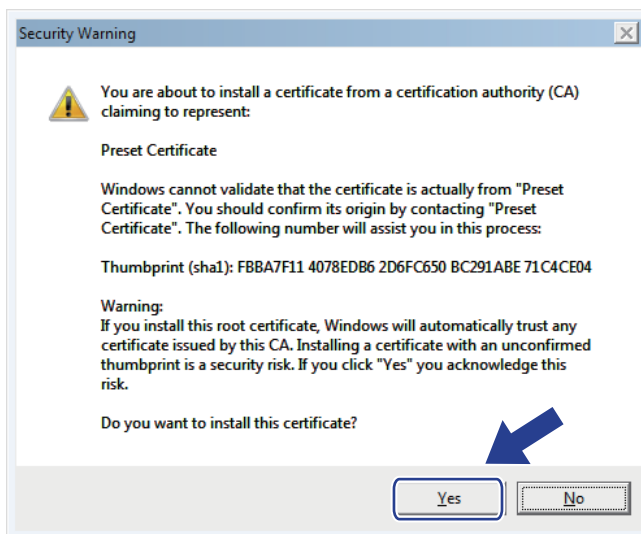 Security Warning
You are about to install a certificate from a certification authority (CA)
claiming to represent:
Preset Certificate
Windows cannot validate that the certificate is actually from "Preset
Certificate". You should confirm its origin by contacting "Preset
Certificate". The following number will assist you in this process:
Thumbprint (sha1): FBBA7F11 4078EDB6 2D6FC650 BC291ABE 71C4CE04
Warning:
If you install this root certificate, Windows will automatically trust any
certificate issued by this CA. Installing a certificate with an unconfirmed
thumbprint is a security risk. If you click "Yes" you acknowledge this
risk.
Do you want to install this certificate?
Yes No